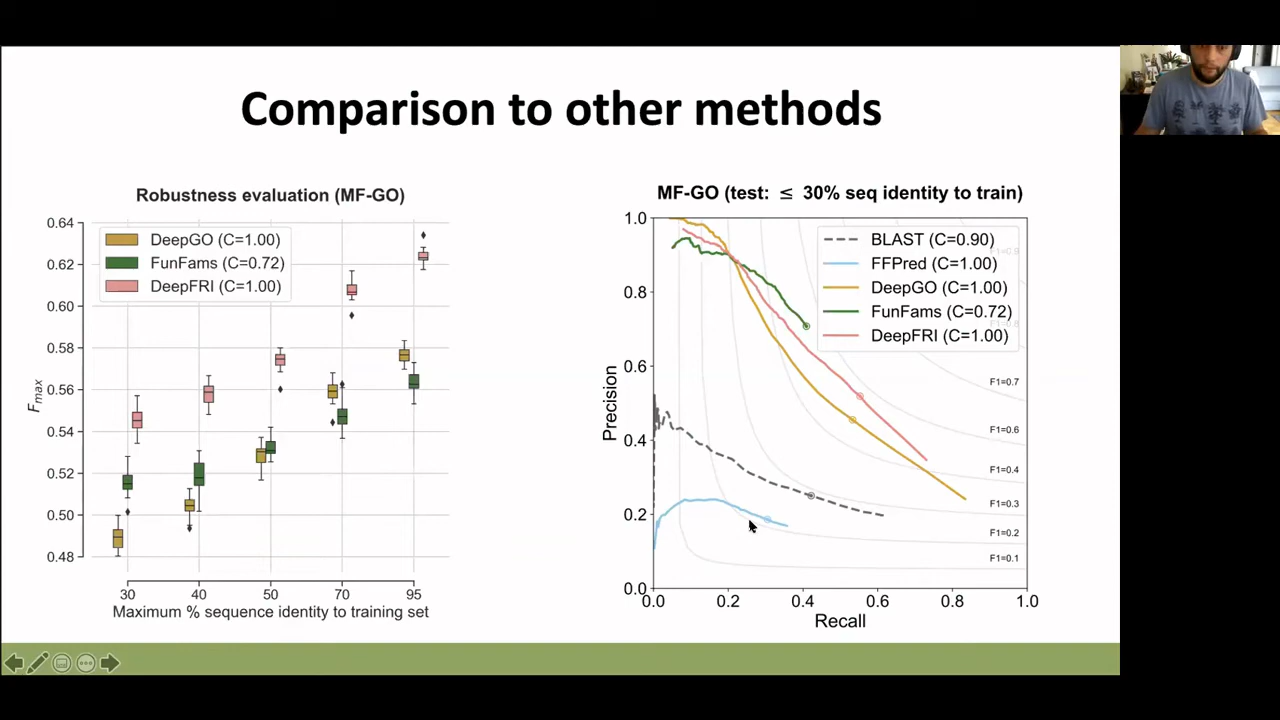 Comparison to other methods
Robustness evaluation (MF-GO)
0.64
0.62
0.60
0.58
0.56
0.54
0.52
0.50
0.48
F_max
DeepGO (C=1.00)
FunFams (C=0.72)
DeepFRI (C=1.00)
30 40 50 70 95
Maximum % sequence identity to training set
MF-GO (test: ≤ 30% seq identity to train)
1.0
0.8
0.6
0.4
0.2
0.0
Precision
BLAST (C=0.90)
FFPred (C=1.00)
DeepGO (C=1.00)
FunFams (C=0.72)
DeepFRI (C=1.00)
F1=0.7
F1=0.6
F1=0.4
F1=0.3
F1=0.2
F1=0.1
0.0 0.2 0.4 0.6 0.8 1.0
Recall